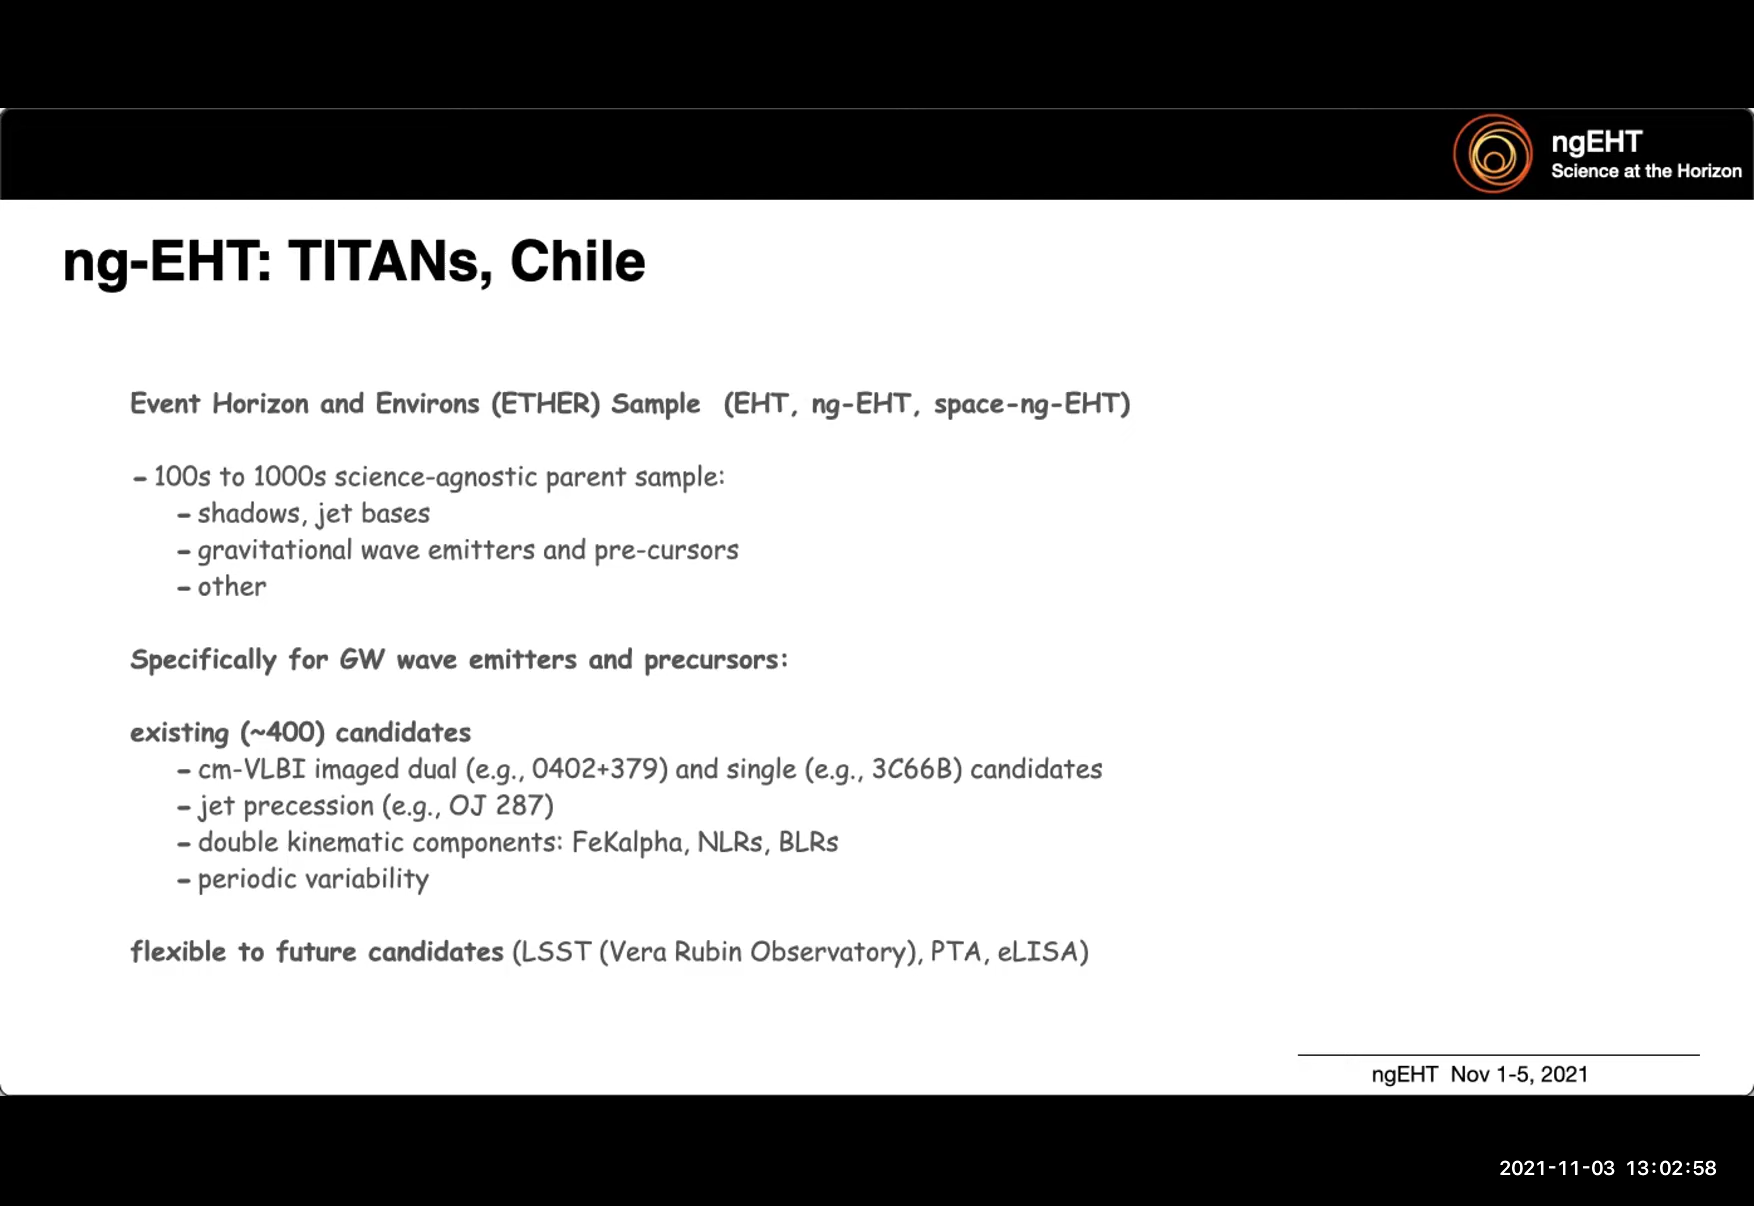 ngEHT
Science at the Horizon
ng-EHT: TITANs, Chile
Event Horizon and Environs (ETHER) Sample (EHT, ng-EHT, space-ng-EHT)
- 100s to 1000s science-agnostic parent sample:
- shadows, jet bases
- gravitational wave emitters and pre-cursors
- other
Specifically for GW wave emitters and precursors:
existing (~400) candidates
- cm-VLBI imaged dual (e.g., 0402+379) and single (e.g., 3C66B) candidates
- jet precession (e.g., OJ 287)
- double kinematic components: FeKalpha, NLRs, BLRs
- periodic variability
flexible to future candidates (LSST (Vera Rubin Observatory), PTA, eLISA)
ngEHT Nov 1-5, 2021
2021-11-03 13:02:58